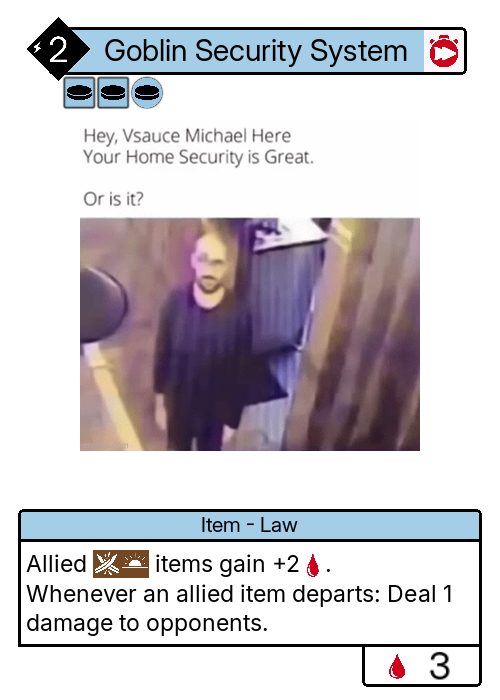 2 Goblin Security System
Hey, Vsauce Michael Here
Your Home Security is Great.
Or is it?
Item - Law
Allied items gain +2 .
Whenever an allied item departs: Deal 1
damage to opponents.
3